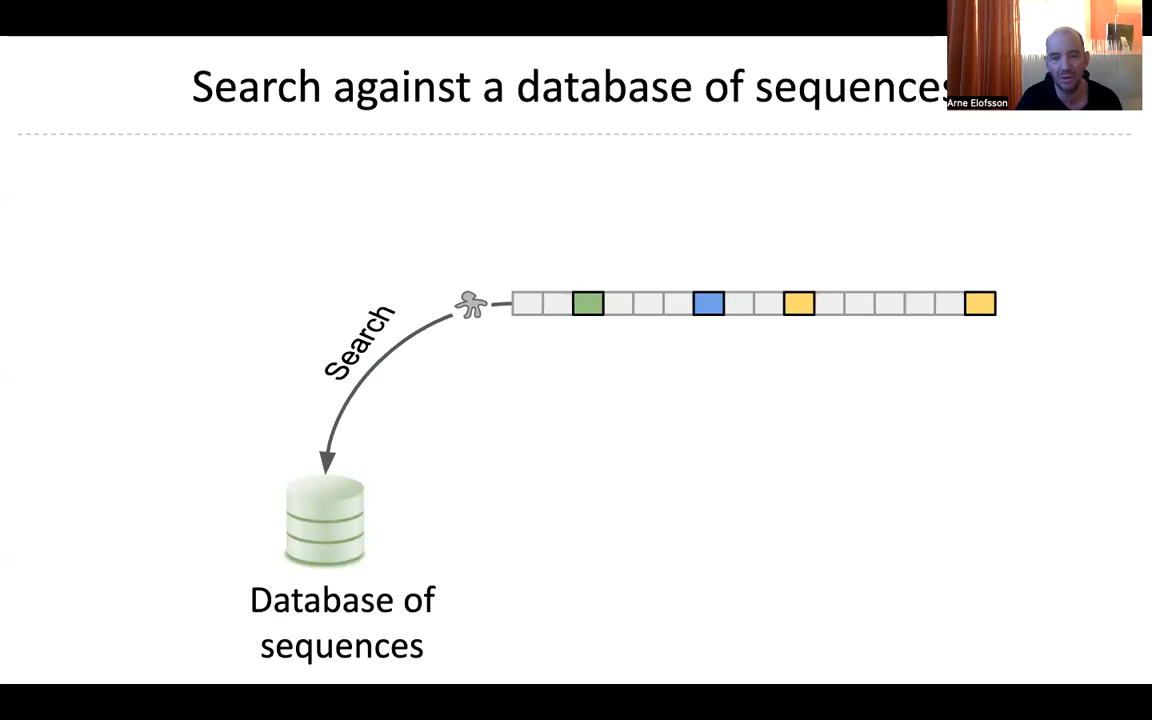 Search against a database of sequences
Arne Elofsson
Search
Database of
sequences